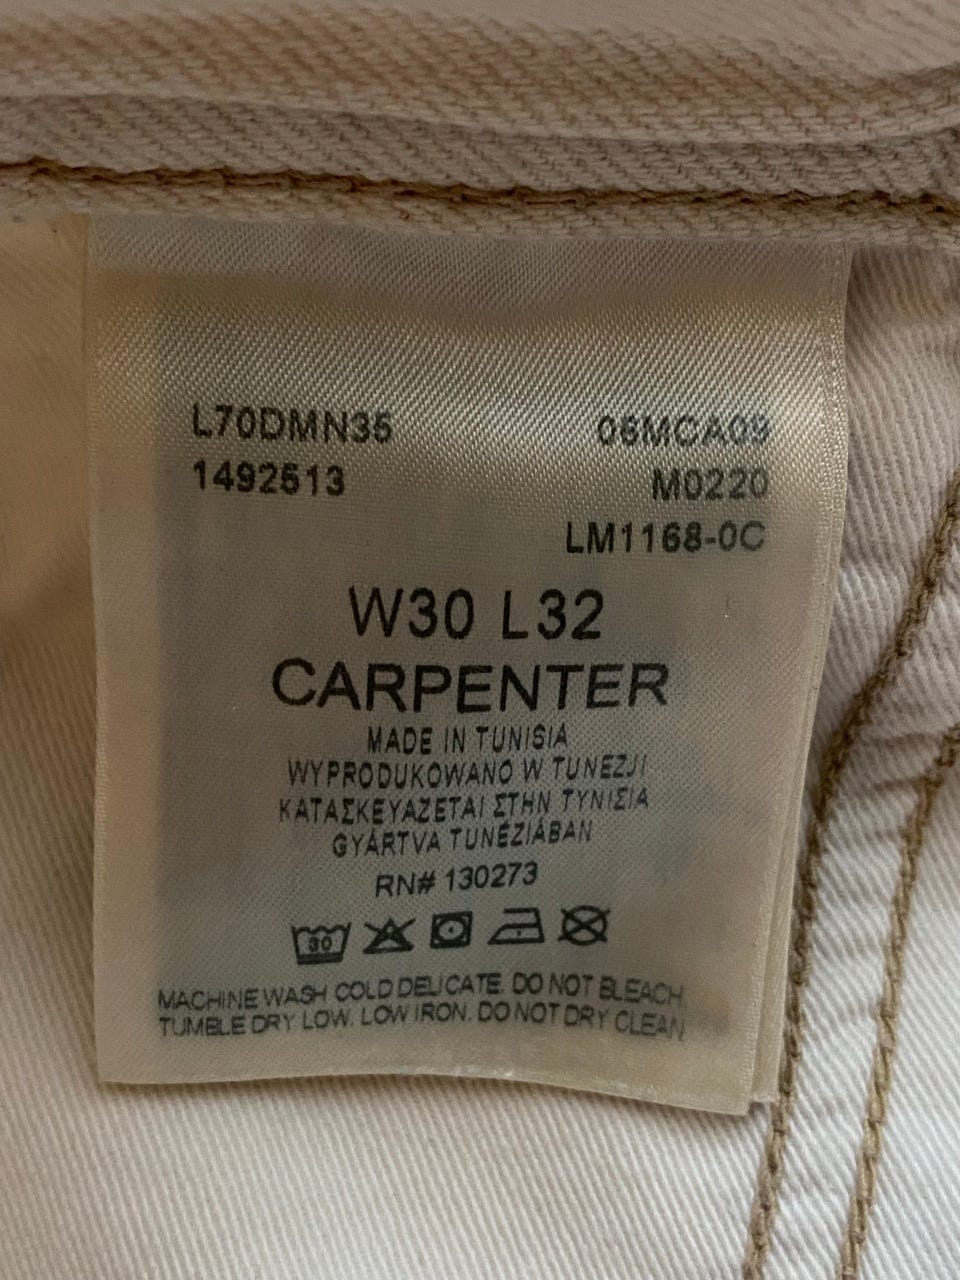 L70DMN35 06MCA09
1492513 M0220
LM1168-0C
W30 L32
CARPENTER
MADE IN TUNISIA
WYPRODUKOWANO W TUNEZJI
ΚΑΤΑΣΚΕΥΑΖΕΤΑΙ ΣΤΗΝ ΤΥΝΙΣΙΑ
GYÁRTVA TUNÉZIÁBAN
RN# 130273
30
MACHINE WASH COLD DELICATE. DO NOT BLEACH.
TUMBLE DRY LOW. LOW IRON. DO NOT DRY CLEAN.